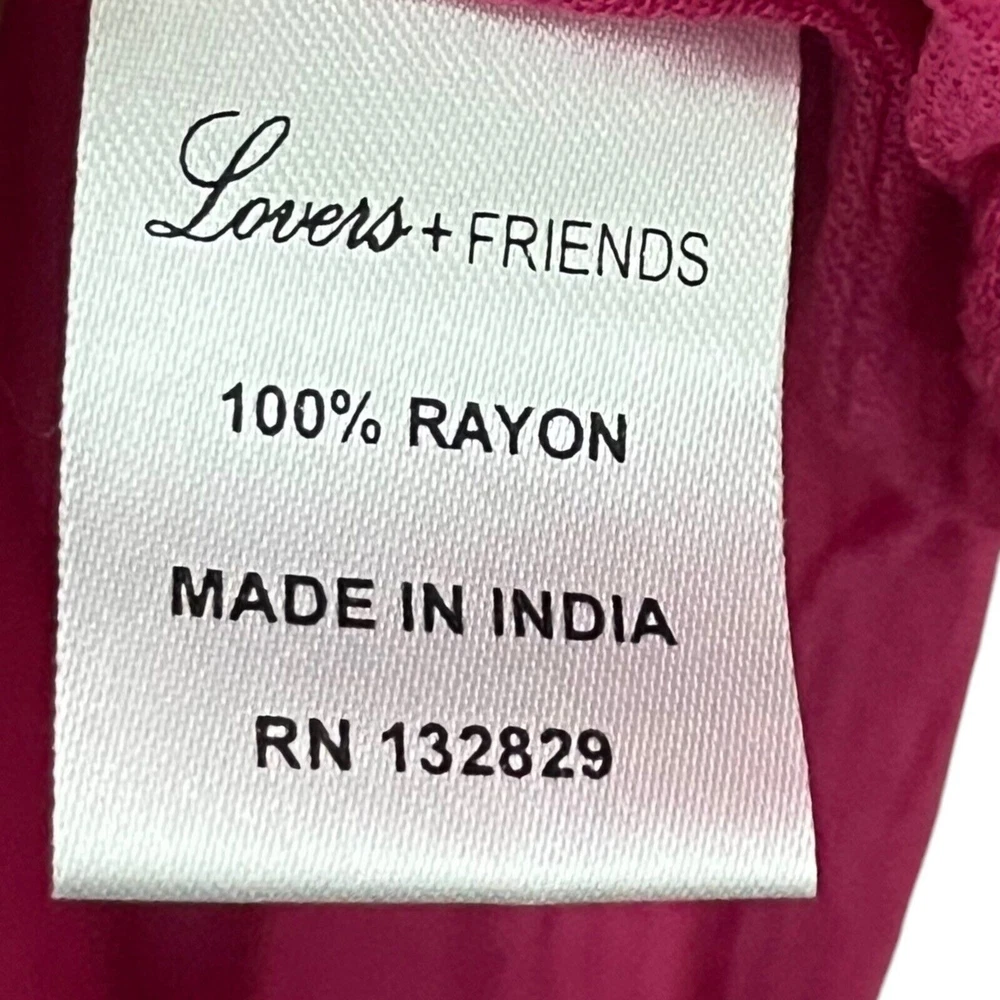 Lovers + FRIENDS
100% RAYON
MADE IN INDIA
RN 132829